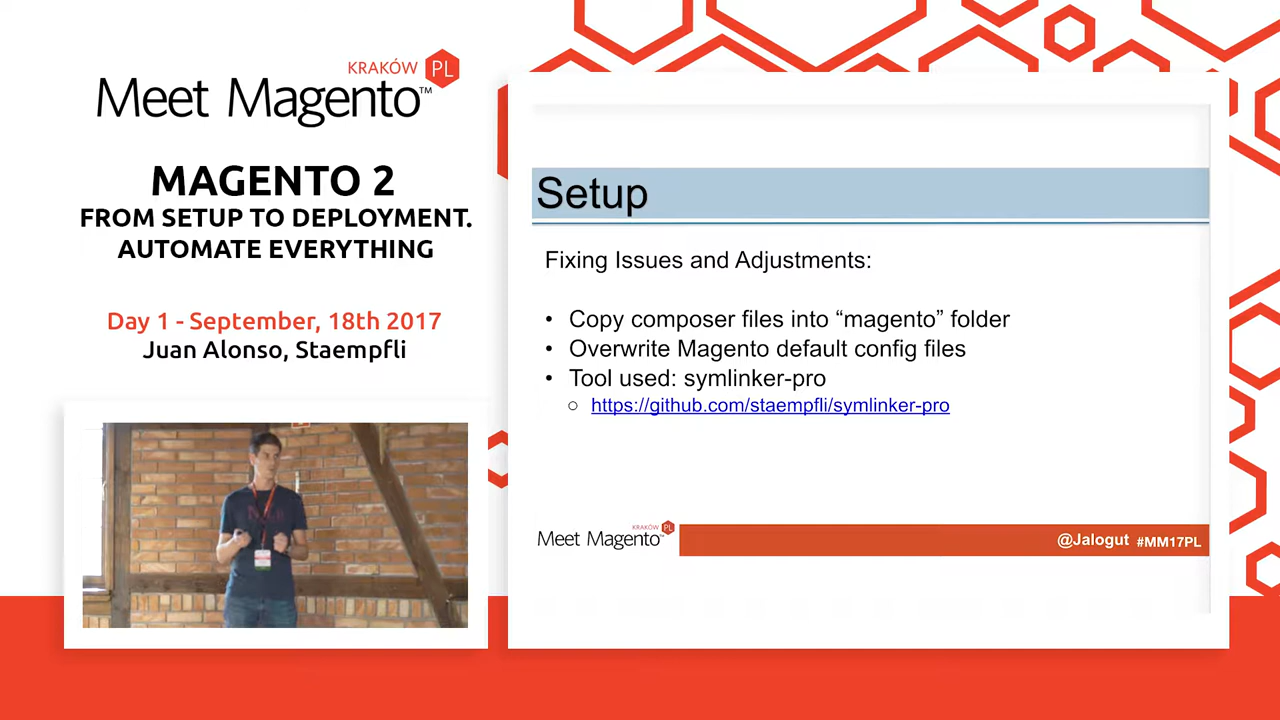 KRAKÓW PL
Meet Magento™
MAGENTO 2
FROM SETUP TO DEPLOYMENT.
AUTOMATE EVERYTHING
Day 1 - September, 18th 2017
Juan Alonso, Staempfli
Setup
Fixing Issues and Adjustments:
• Copy composer files into “magento” folder
• Overwrite Magento default config files
• Tool used: symlinker-pro
○ https://github.com/staempfli/symlinker-pro
KRAKÓW PL
Meet Magento™
@Jalogut #MM17PL